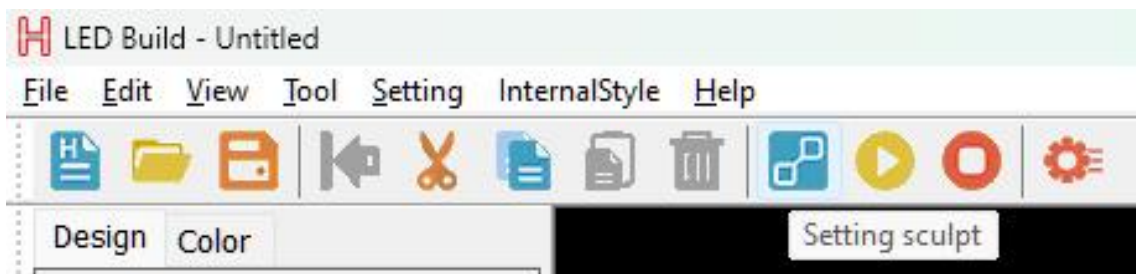 LED Build - Untitled
File Edit View Tool Setting InternalStyle Help
Design Color
Setting sculpt